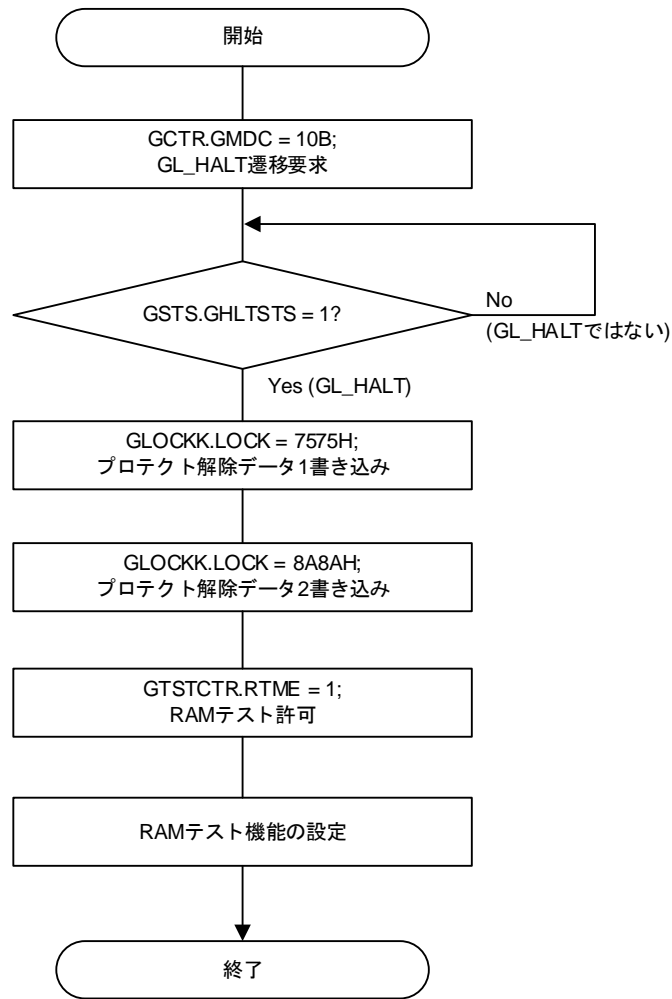 開始
GCTR.GMDC = 10B;
GL_HALT遷移要求
GSTS.GHLTSTS = 1?
No
(GL_HALTではない)
Yes (GL_HALT)
GLOCKK.LOCK = 7575H;
プロテクト解除データ1書き込み
GLOCKK.LOCK = 8A8AH;
プロテクト解除データ2書き込み
GTSTCTR.RTME = 1;
RAMテスト許可
RAMテスト機能の設定
終了